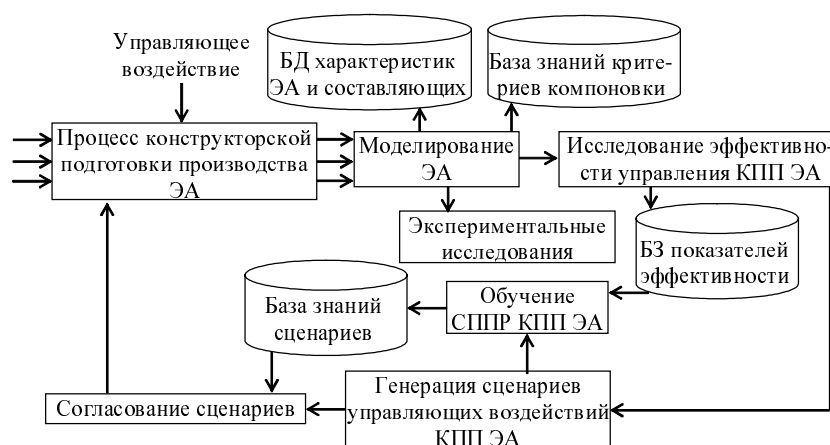 Управляющее
воздействие
БД характеристик
ЭА и составляющих
База знаний крите-
риев компоновки
Процесс конструкторской
подготовки производства
ЭА
Моделирование
ЭА
Исследование эффективно-
сти управления КПП ЭА
Экспериментальные
исследования
БЗ показателей
эффективности
База знаний
сценариев
Обучение
СППР КПП ЭА
Согласование сценариев
Генерация сценариев
управляющих воздействий
КПП ЭА